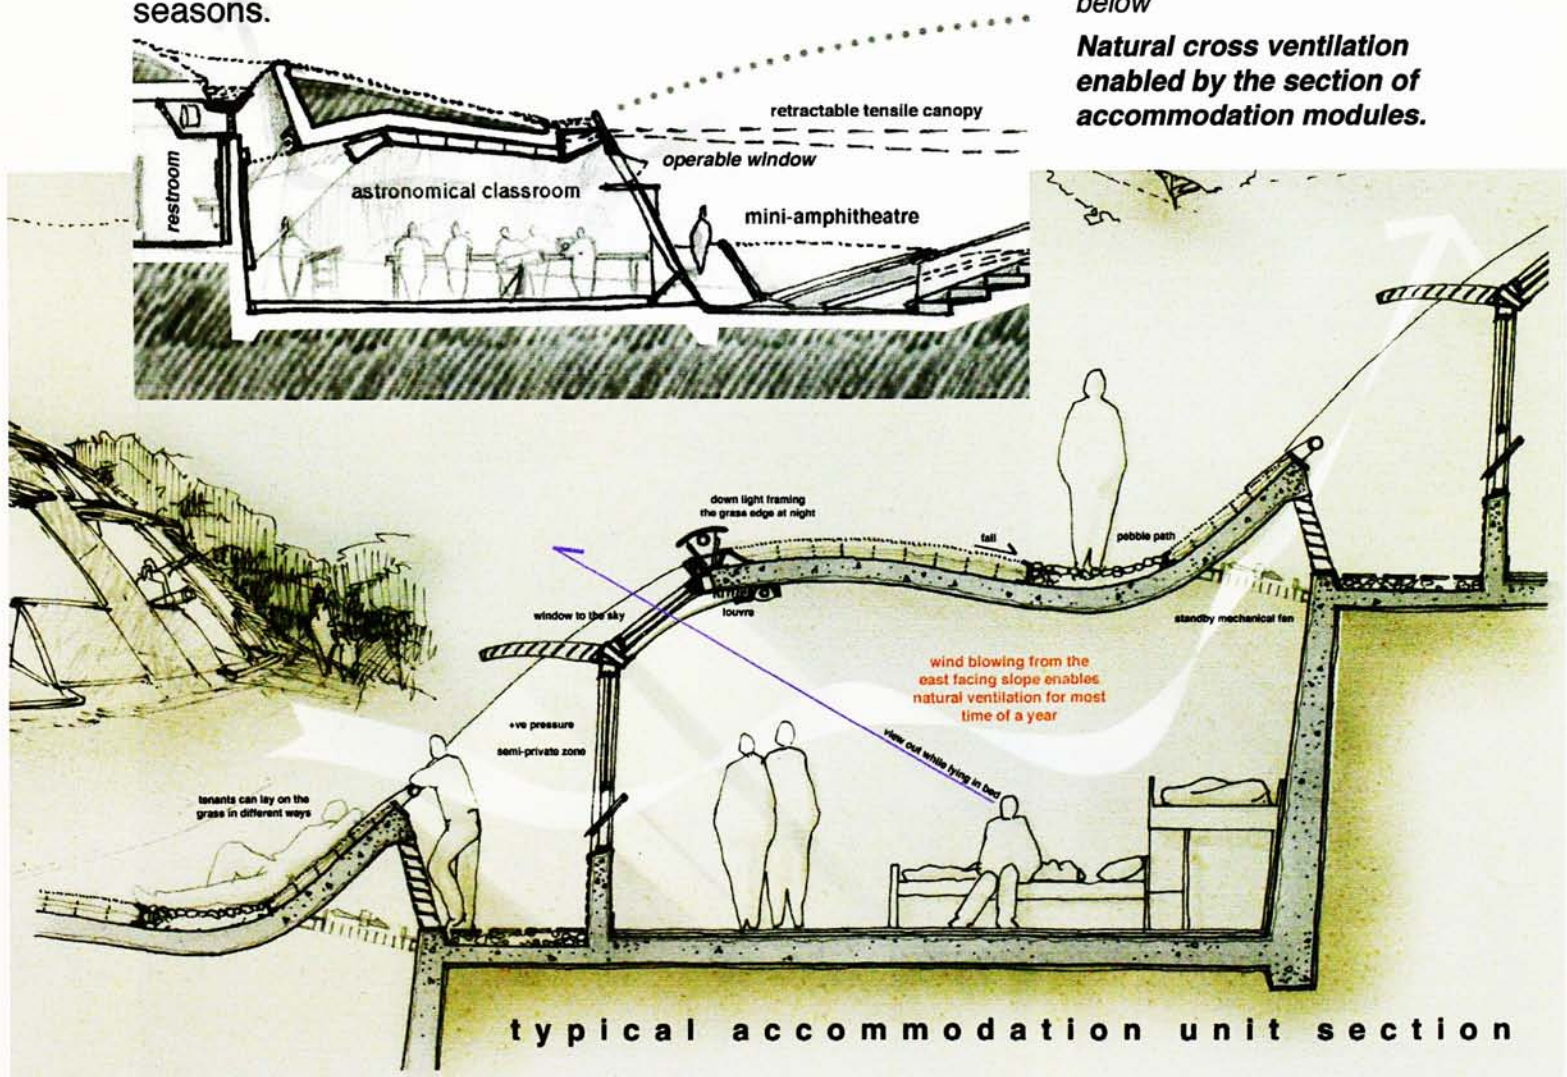 seasons.
below
Natural cross ventilation
enabled by the section of
accommodation modules.
retractable tensile canopy
operable window
restroom
astronomical classroom
mini-amphitheatre
down light framing
the grass edge at night
fall
pebble path
window to the sky
louvre
standby mechanical fan
wind blowing from the
east facing slope enables
natural ventilation for most
time of a year
+ve pressure
semi-private zone
view out while lying in bed
tenants can lay on the
grass in different ways
typical accommodation unit section